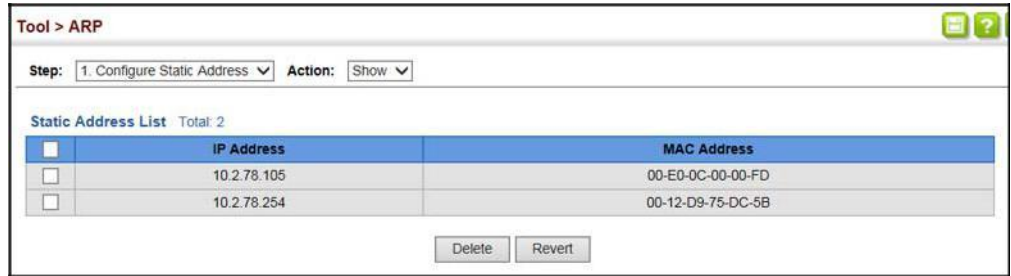 Tool > ARP
?
Step: 1. Configure Static Address Action: Show
Static Address List Total: 2
IP Address MAC Address
10.2.78.105 00-E0-0C-00-00-FD
10.2.78.254 00-12-D9-75-DC-5B
Delete Revert